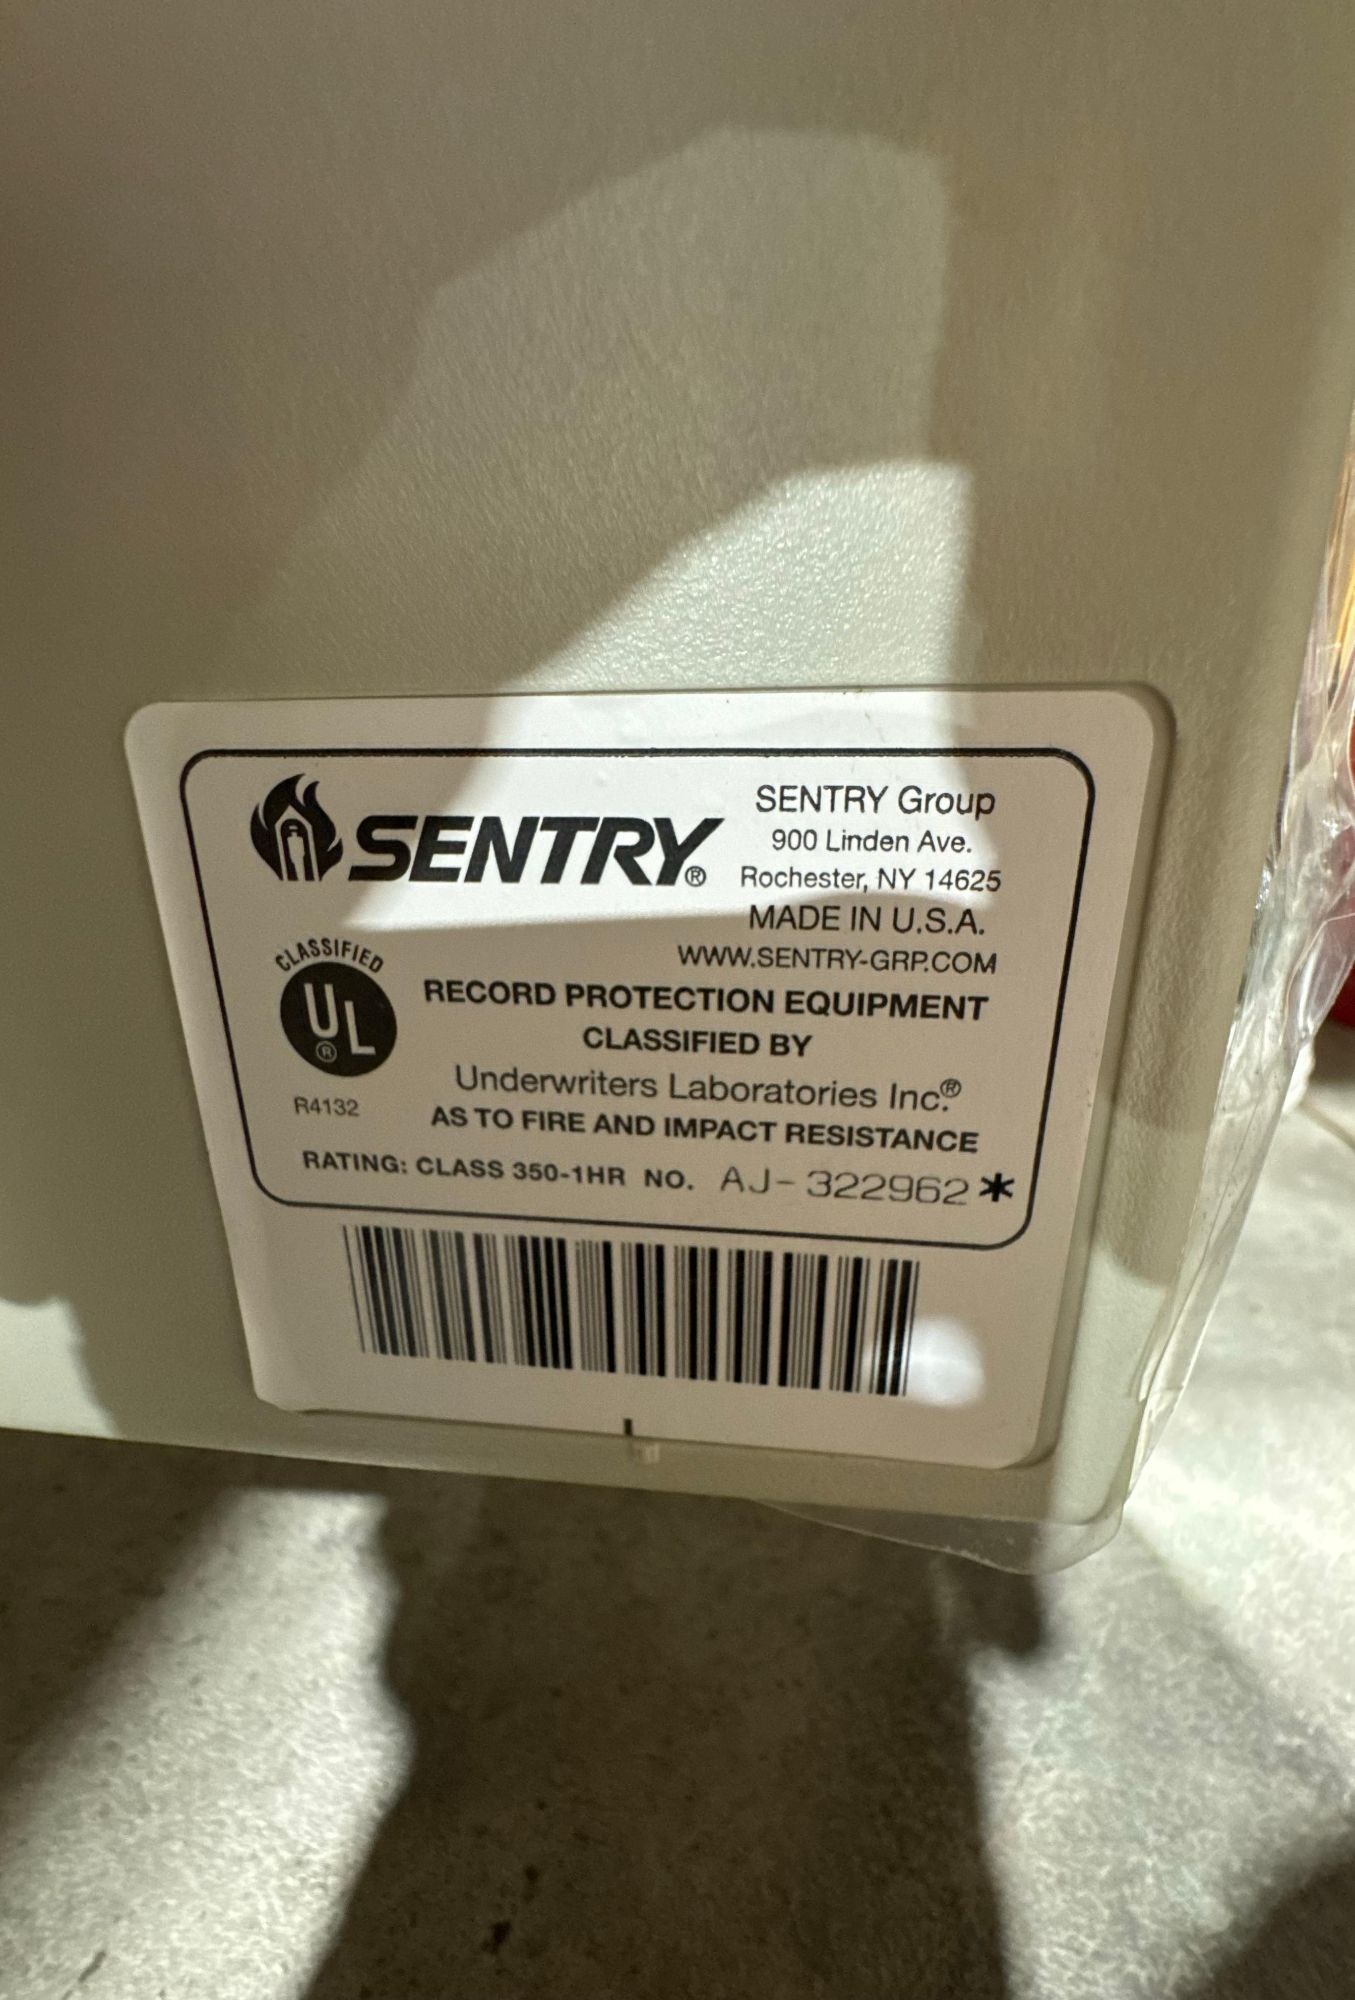 SENTRY®
SENTRY Group
900 Linden Ave.
Rochester, NY 14625
MADE IN U.S.A.
WWW.SENTRY-GRP.COM
CLASSIFIED
UL®
R4132
RECORD PROTECTION EQUIPMENT
CLASSIFIED BY
Underwriters Laboratories Inc.®
AS TO FIRE AND IMPACT RESISTANCE
RATING: CLASS 350-1HR NO. AJ-322962*